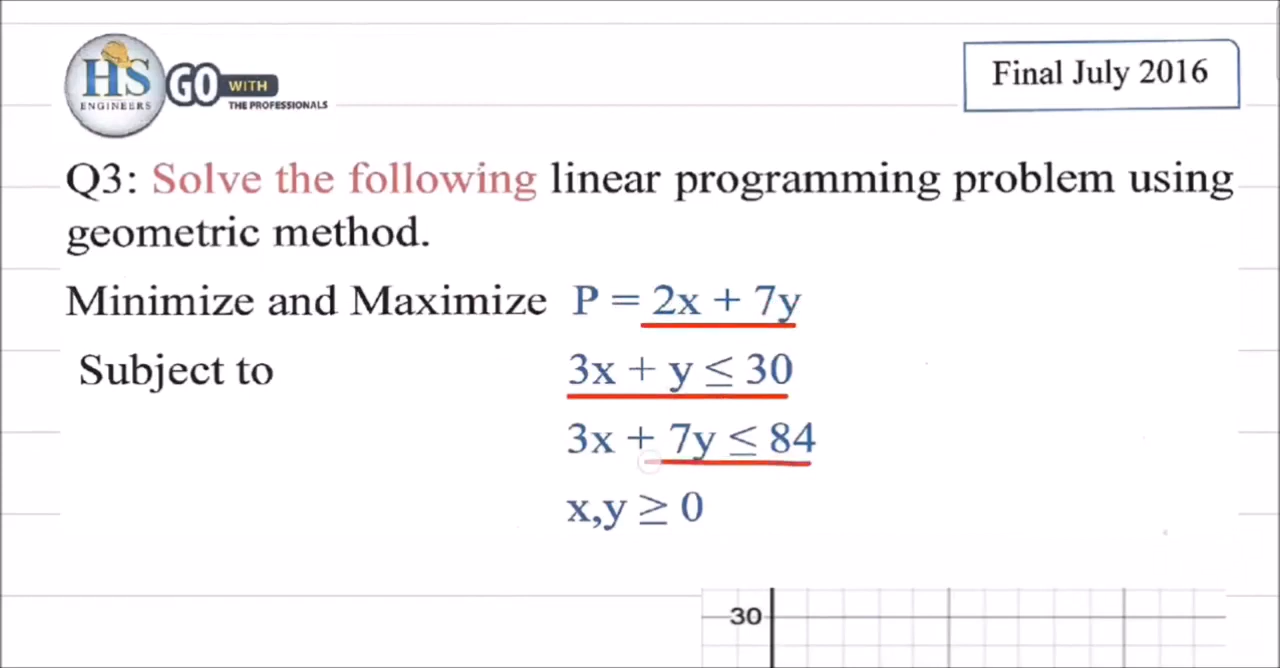 HS
ENGINEERS
GO WITH
THE PROFESSIONALS
Final July 2016
Q3: Solve the following linear programming problem using
geometric method.
Minimize and Maximize P = 2x + 7y
Subject to 3x + y ≤ 30
3x + 7y ≤ 84
x,y ≥ 0
30